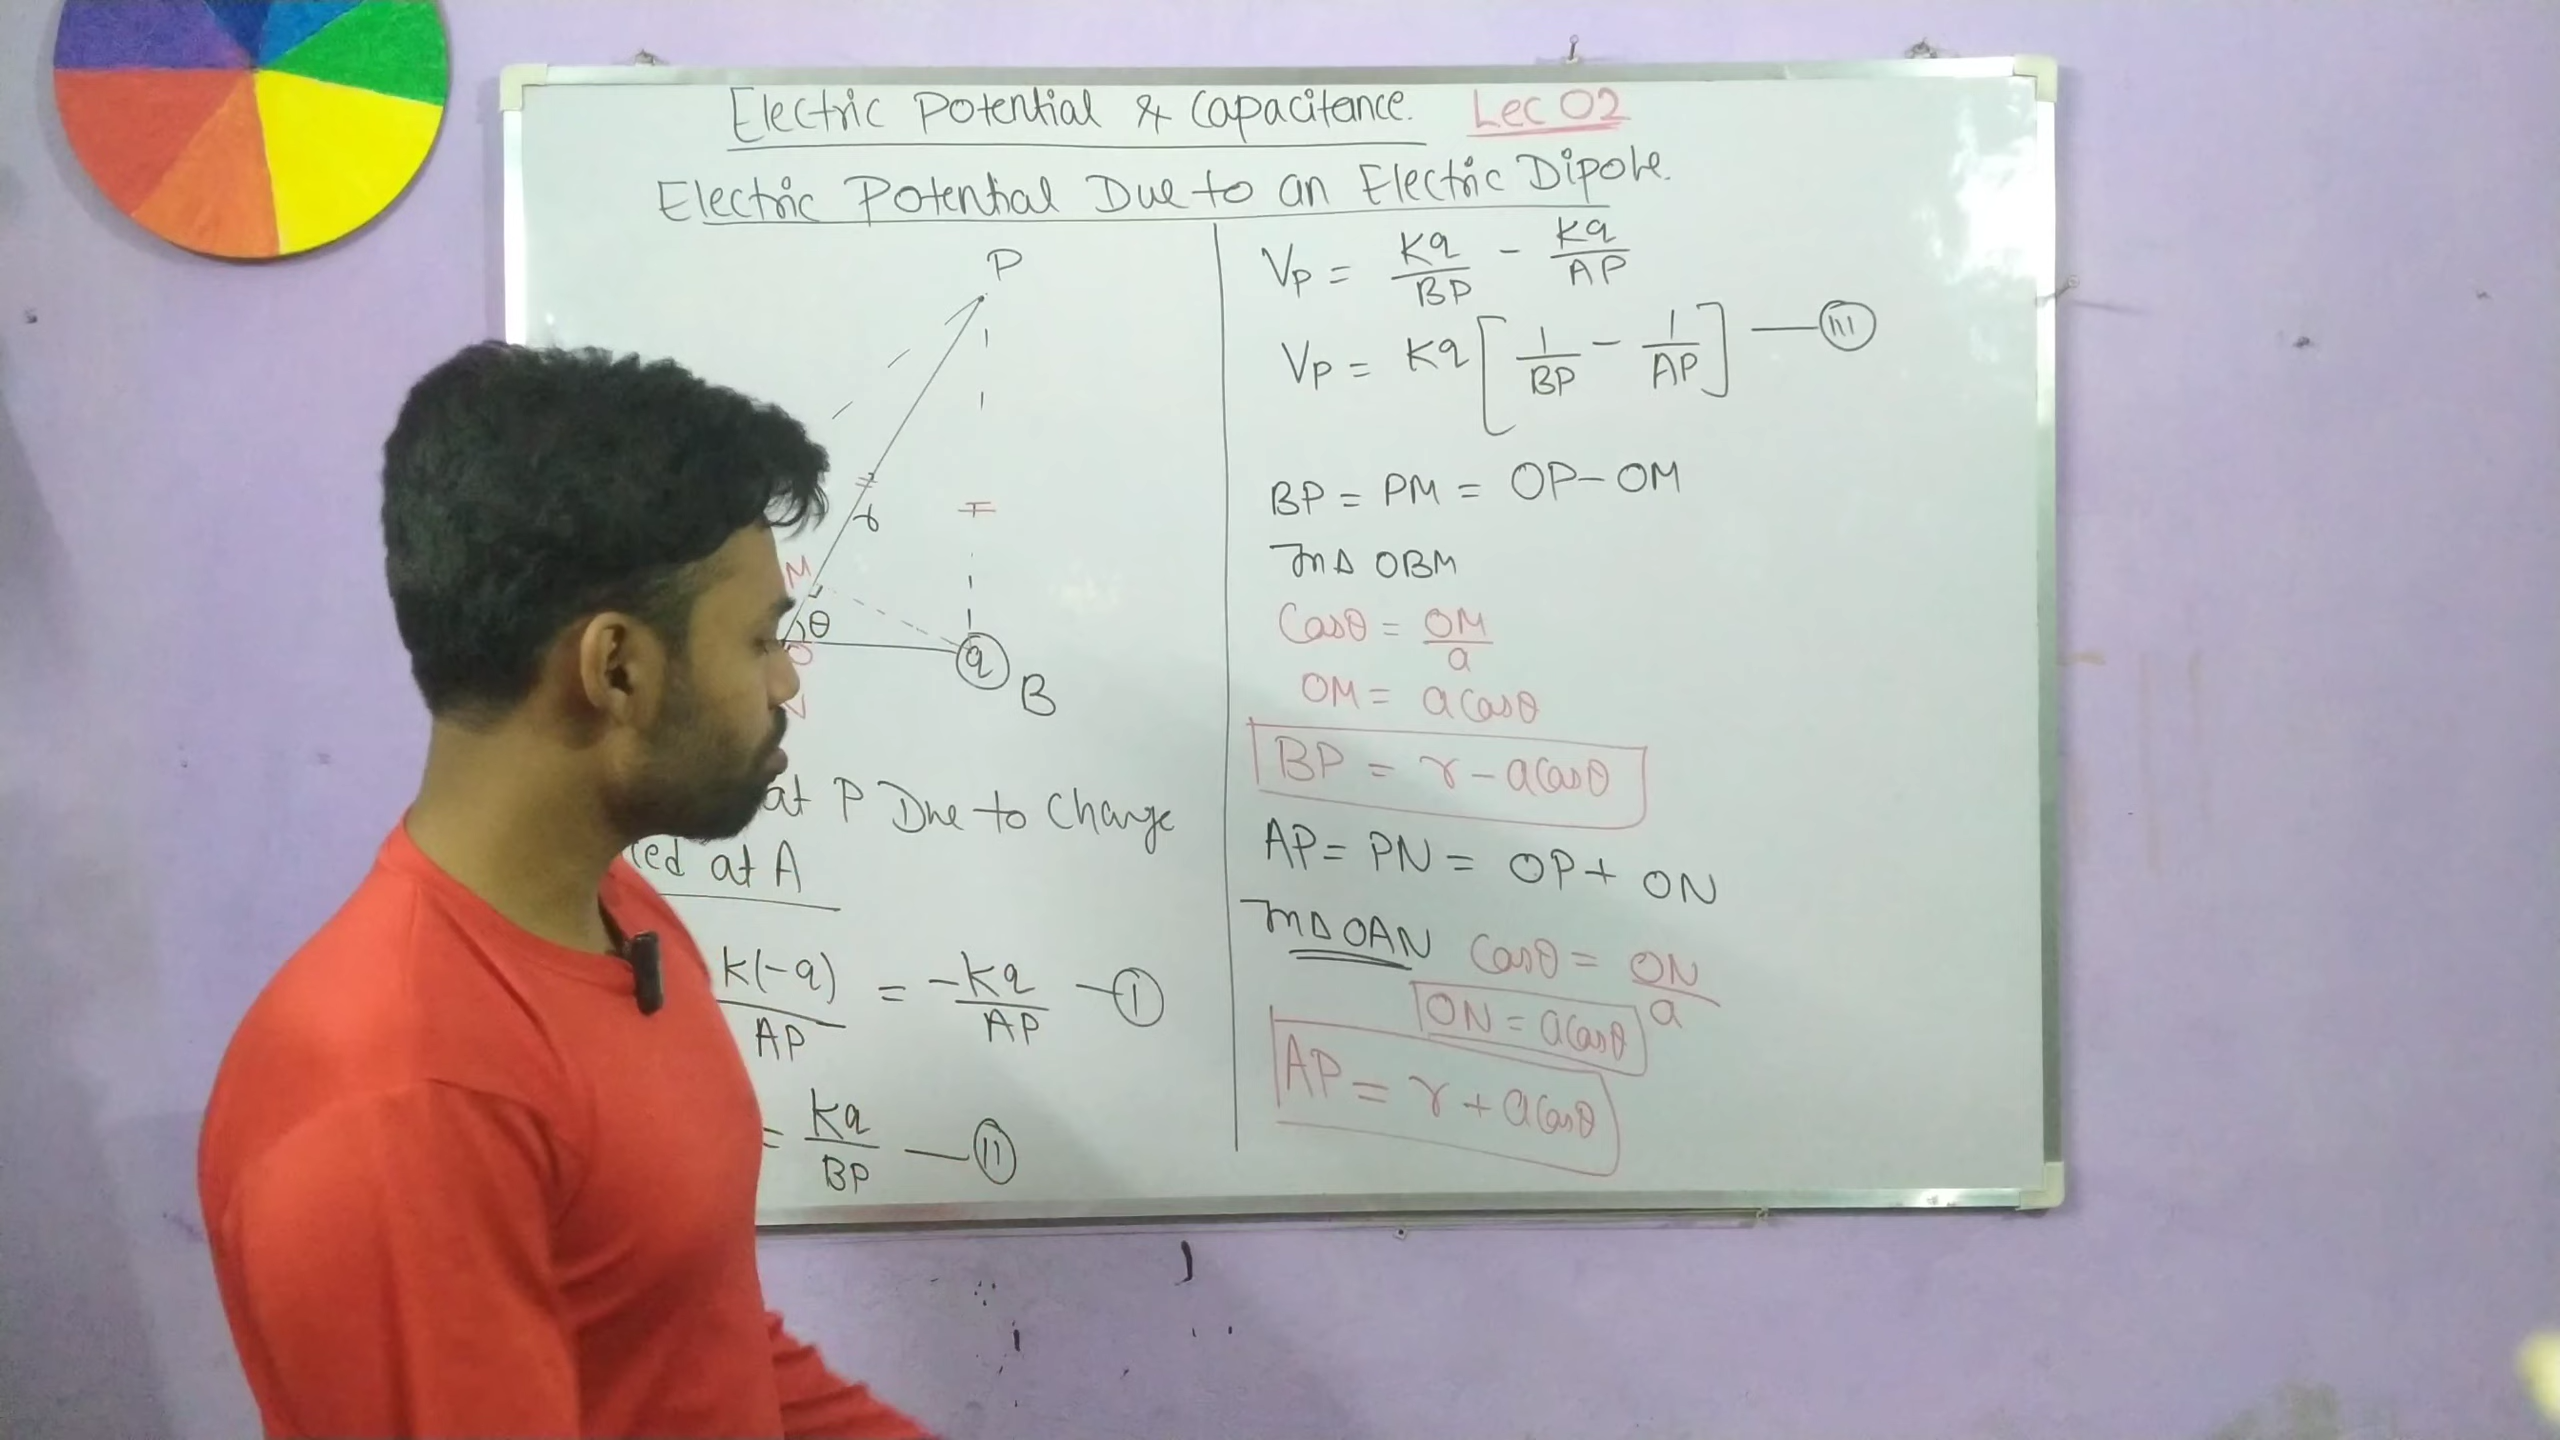 Electric Potential & Capacitance. Lec 02
Electric Potential Due to an Electric Dipole.
P
r
M
θ
O
q
B
at P Due to Charge
ted at A
K(-q)/AP = -Kq/AP — (I)
= Kq/BP — (II)
Vp = Kq/BP - Kq/AP
Vp = Kq [1/BP - 1/AP] — (III)
BP = PM = OP - OM
In Δ OBM
Cosθ = OM/a
OM = a Cosθ
BP = r - a Cosθ
AP = PN = OP + ON
In Δ OAN Cosθ = ON/a
ON = a Cosθ
AP = r + a Cosθ